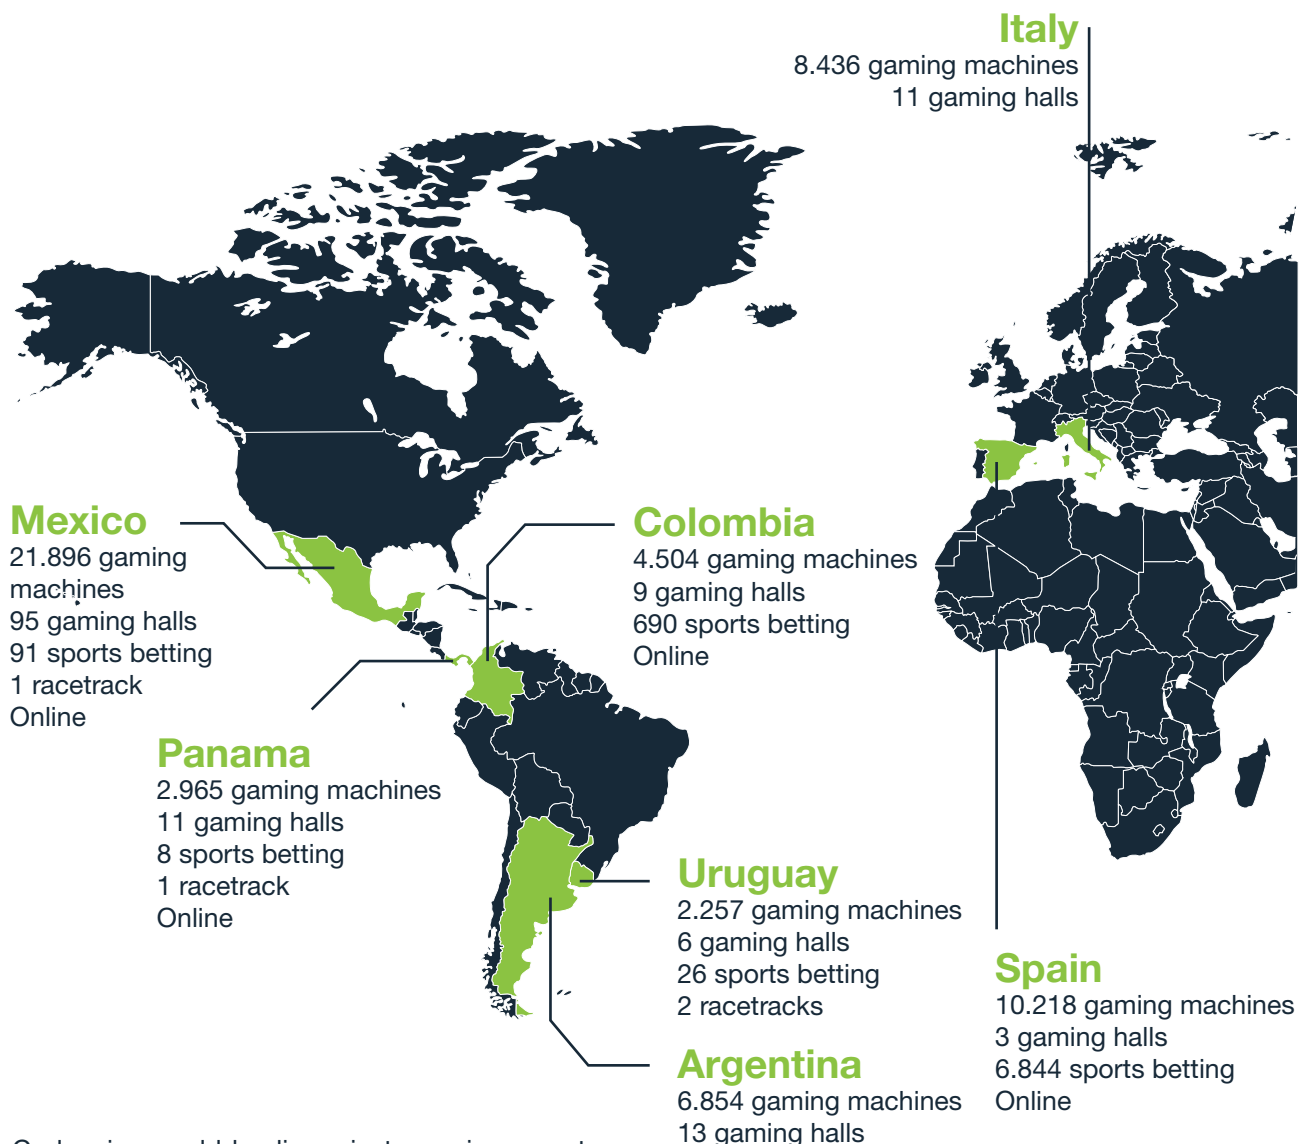 Italy
8.436 gaming machines
11 gaming halls
Mexico
21.896 gaming
machines
95 gaming halls
91 sports betting
1 racetrack
Online
Colombia
4.504 gaming machines
9 gaming halls
690 sports betting
Online
Panama
2.965 gaming machines
11 gaming halls
8 sports betting
1 racetrack
Online
Uruguay
2.257 gaming machines
6 gaming halls
26 sports betting
2 racetracks
Spain
10.218 gaming machines
3 gaming halls
6.844 sports betting
Online
Argentina
6.854 gaming machines
13 gaming halls